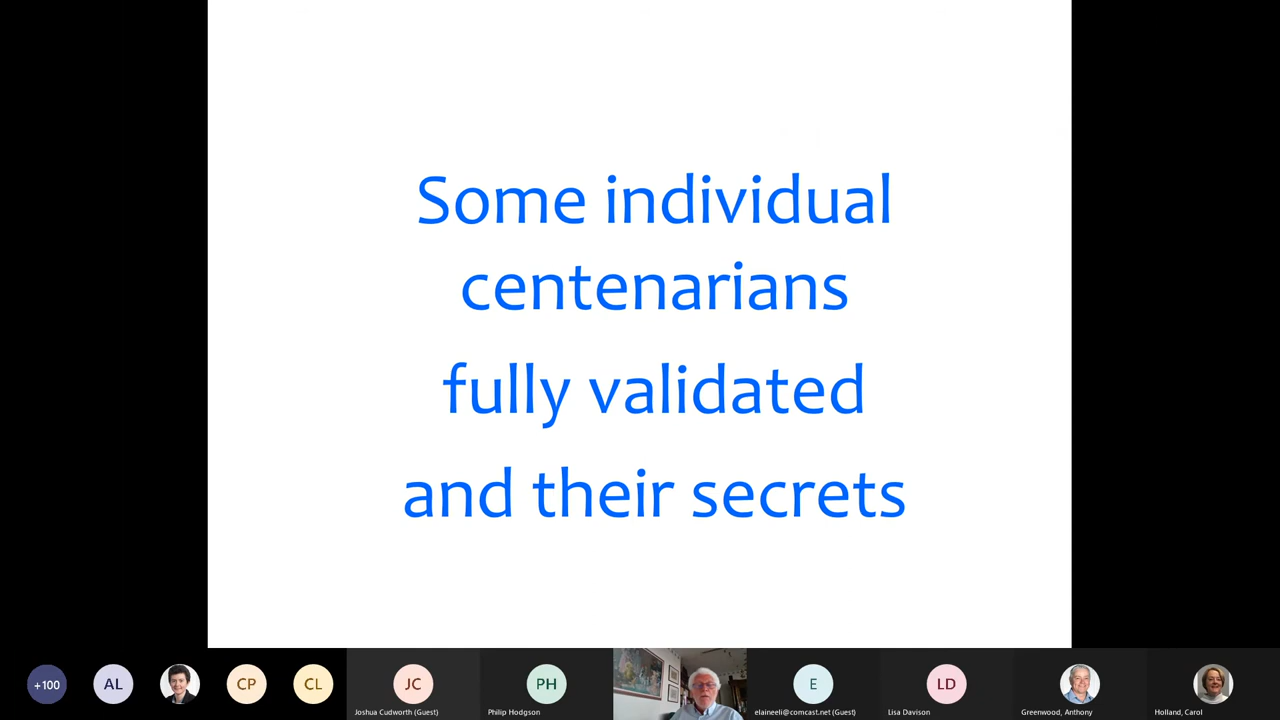 Some individual
centenarians
fully validated
and their secrets
+100
AL
CP
CL
JC
PH
E
LD
Joshua Cudworth (Guest)
Philip Hodgson
elaineeli@comcast.net (Guest)
Lisa Davison
Greenwood, Anthony
Holland, Carol